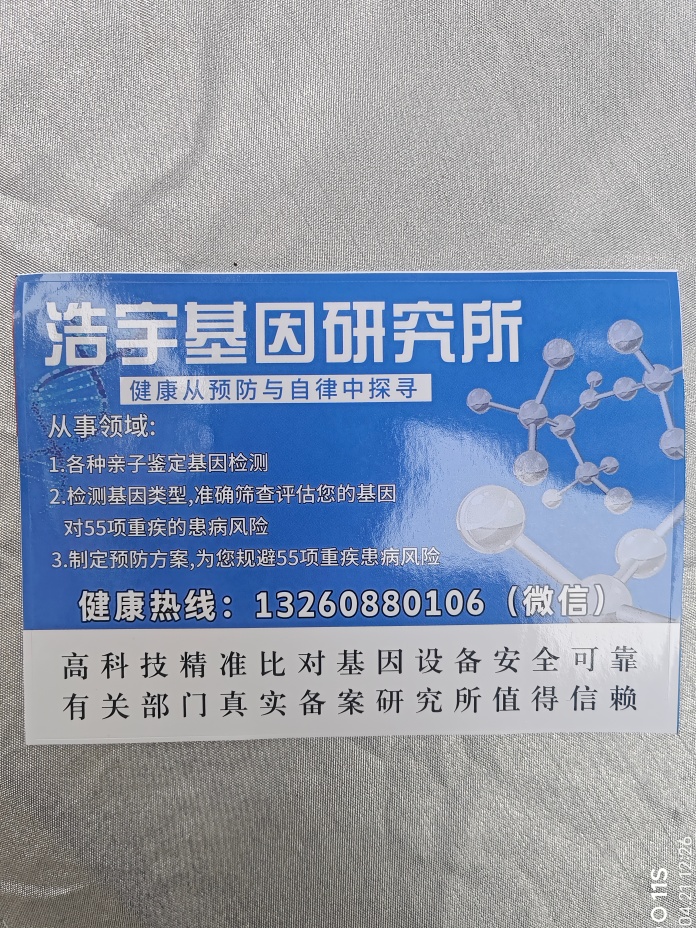 浩宇基因研究所
健康从预防与自律中探寻
从事领域:
1.各种亲子鉴定基因检测
2.检测基因类型,准确筛查评估您的基因
对55项重疾的患病风险
3.制定预防方案,为您规避55项重疾患病风险
健康热线：13260880106（微信）
高科技精准比对基因设备安全可靠
有关部门真实备案研究所值得信赖
O 11S
04.21 12:26